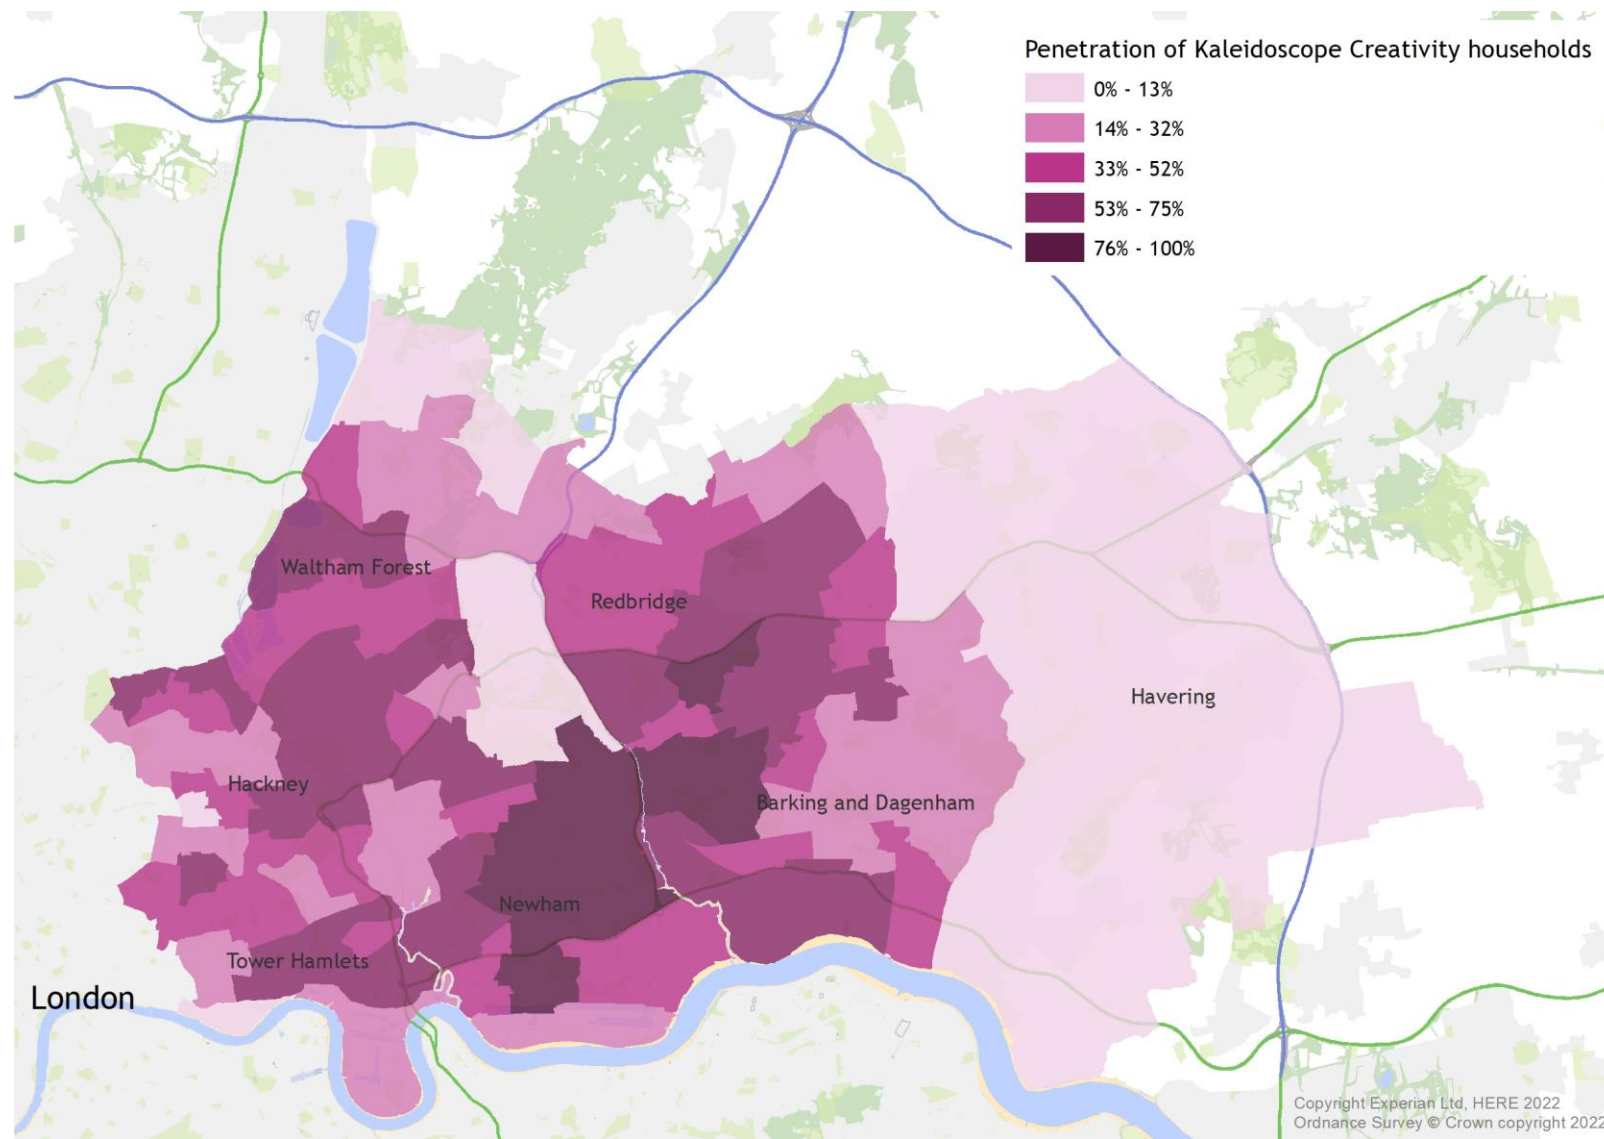 Penetration of Kaleidoscope Creativity households
0% - 13%
14% - 32%
33% - 52%
53% - 75%
76% - 100%
Waltham Forest
Redbridge
Havering
Hackney
Barking and Dagenham
Newham
Tower Hamlets
London
Copyright Experian Ltd, HERE 2022
Ordnance Survey © Crown copyright 2022